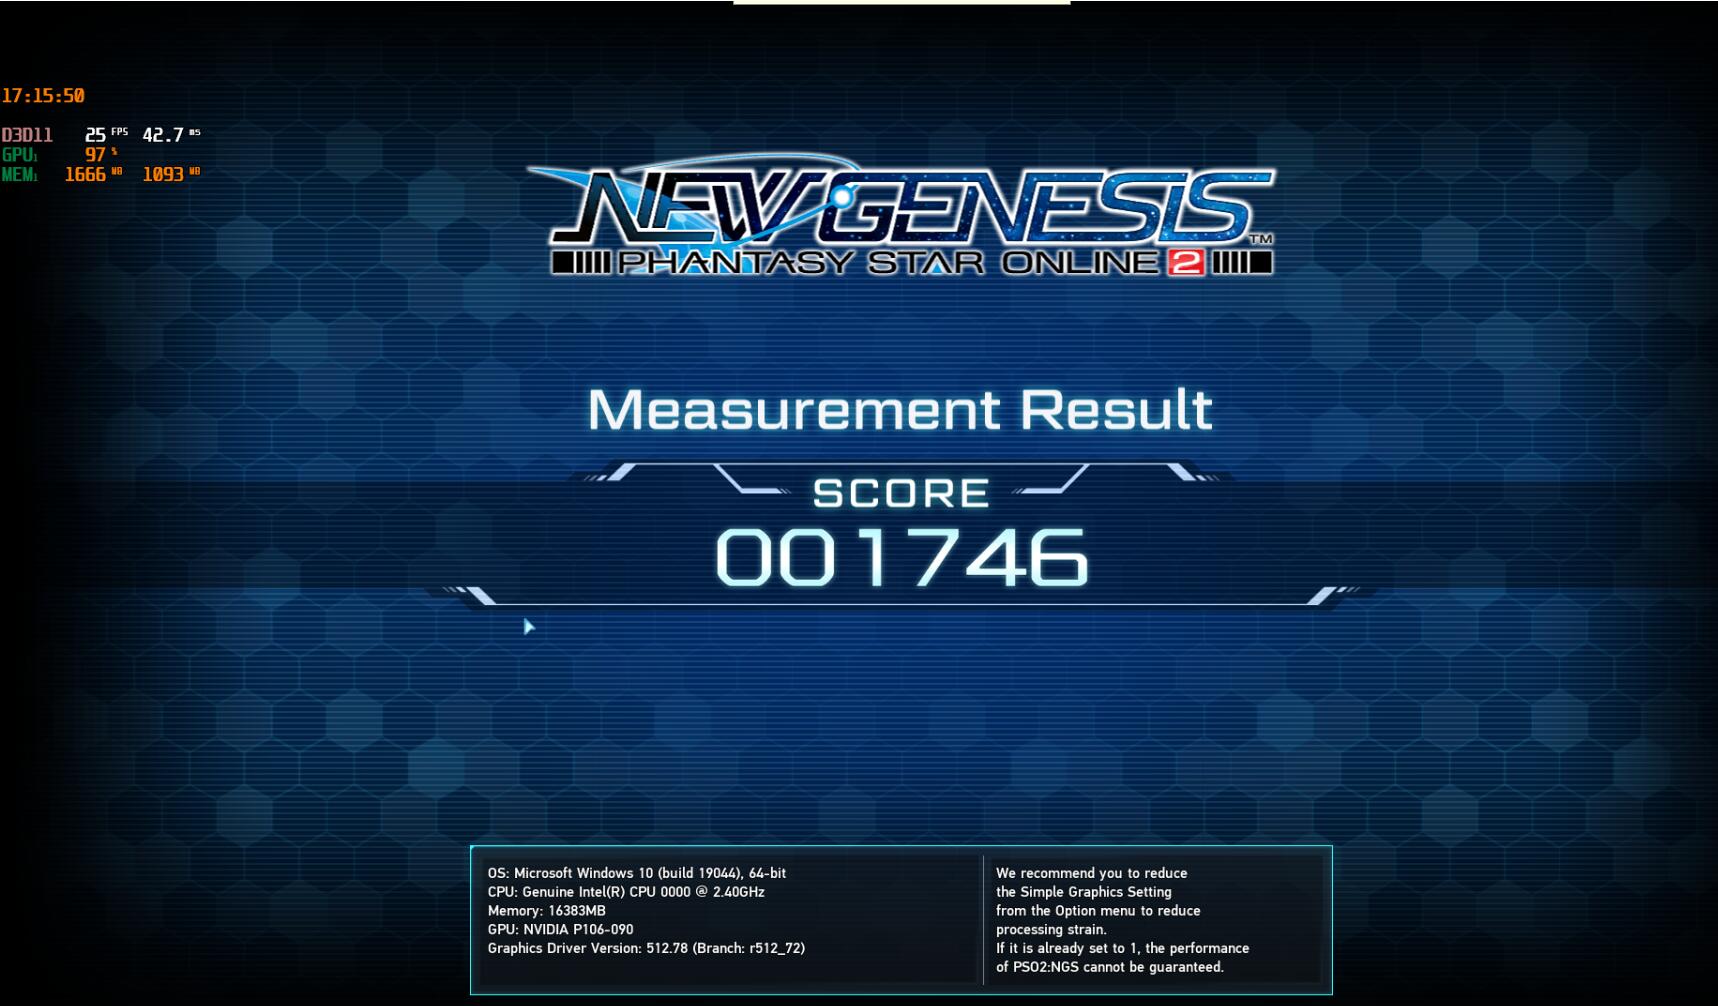 17:15:50
D3D11 25 FPS 42.7 ms
GPU1 97 %
MEM1 1666 MB 1093 MB
NEW GENESIS TM
PHANTASY STAR ONLINE 2
Measurement Result
SCORE
001746
OS: Microsoft Windows 10 (build 19044), 64-bit
CPU: Genuine Intel(R) CPU 0000 @ 2.40GHz
Memory: 16383MB
GPU: NVIDIA P106-090
Graphics Driver Version: 512.78 (Branch: r512_72)
We recommend you to reduce
the Simple Graphics Setting
from the Option menu to reduce
processing strain.
If it is already set to 1, the performance
of PSO2:NGS cannot be guaranteed.